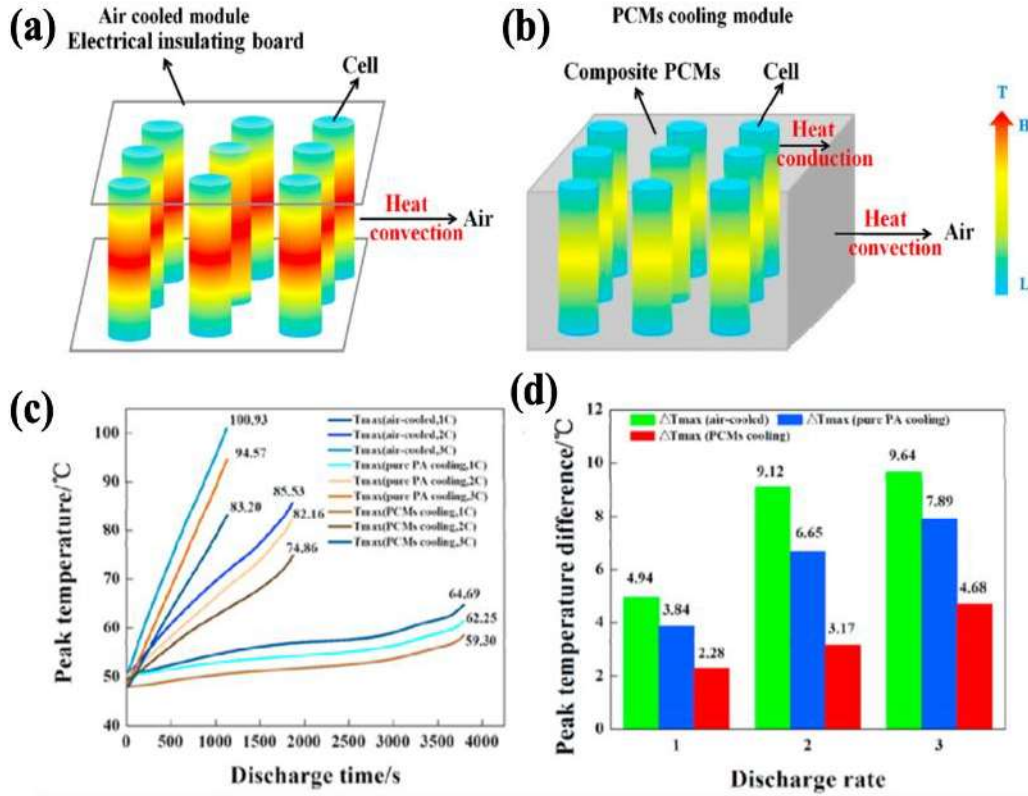 (a)
Air cooled module
Electrical insulating board
Cell
Heat
convection
Air
(b)
PCMs cooling module
Composite PCMs
Cell
Heat
conduction
Heat
convection
Air
T
H
L
(c)
Peak temperature/℃
100
90
80
70
60
50
40
0
500
1000
1500
2000
2500
3000
3500
4000
Discharge time/s
100.93
94.57
83.20
85.53
82.16
74.86
64.69
62.25
59.30
Tmax(air-cooled,1C)
Tmax(air-cooled,2C)
Tmax(air-cooled,3C)
Tmax(pure PA cooling,1C)
Tmax(pure PA cooling,2C)
Tmax(pure PA cooling,3C)
Tmax(PCMs cooling,1C)
Tmax(PCMs cooling,2C)
Tmax(PCMs cooling,3C)
(d)
Peak temperature difference/℃
12
10
8
6
4
2
0
△Tmax (air-cooled)
△Tmax (pure PA cooling)
△Tmax (PCMs cooling)
4.94
3.84
2.28
9.12
6.65
3.17
9.64
7.89
4.68
1
2
3
Discharge rate